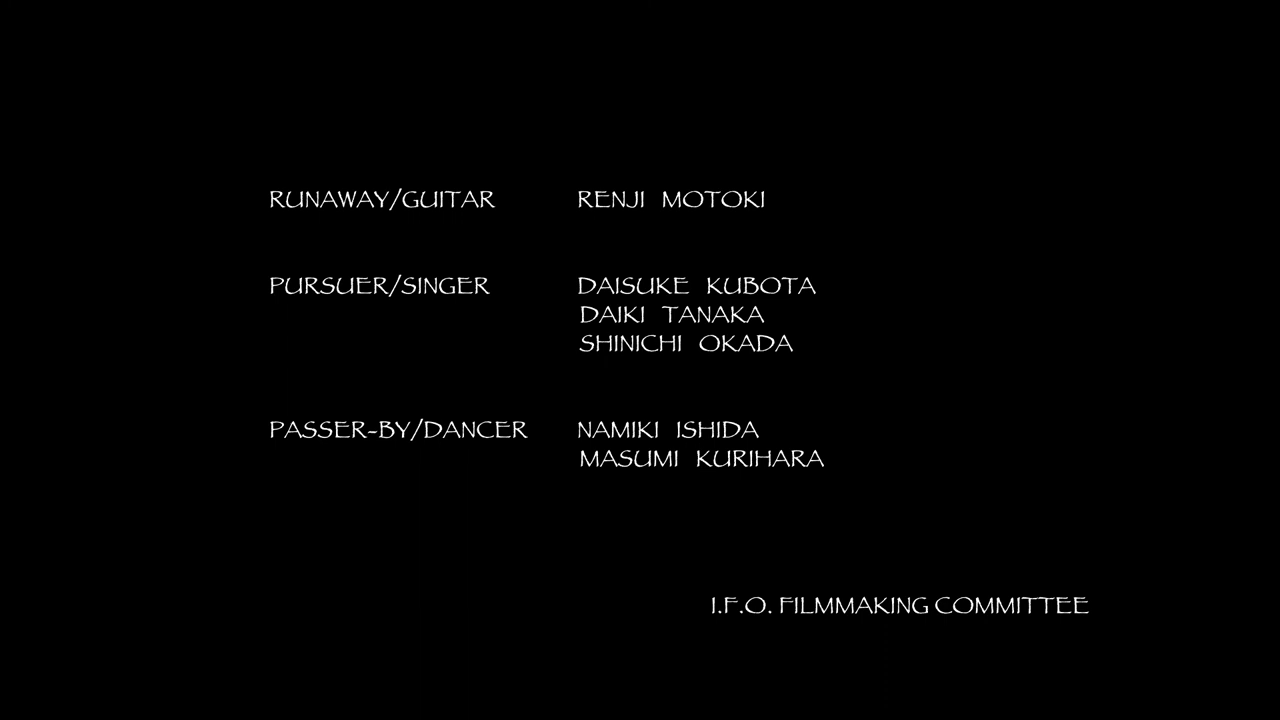 RUNAWAY/GUITAR RENJI MOTOKI
PURSUER/SINGER DAISUKE KUBOTA
DAIKI TANAKA
SHINICHI OKADA
PASSER-BY/DANCER NAMIKI ISHIDA
MASUMI KURIHARA
I.F.O. FILMMAKING COMMITTEE